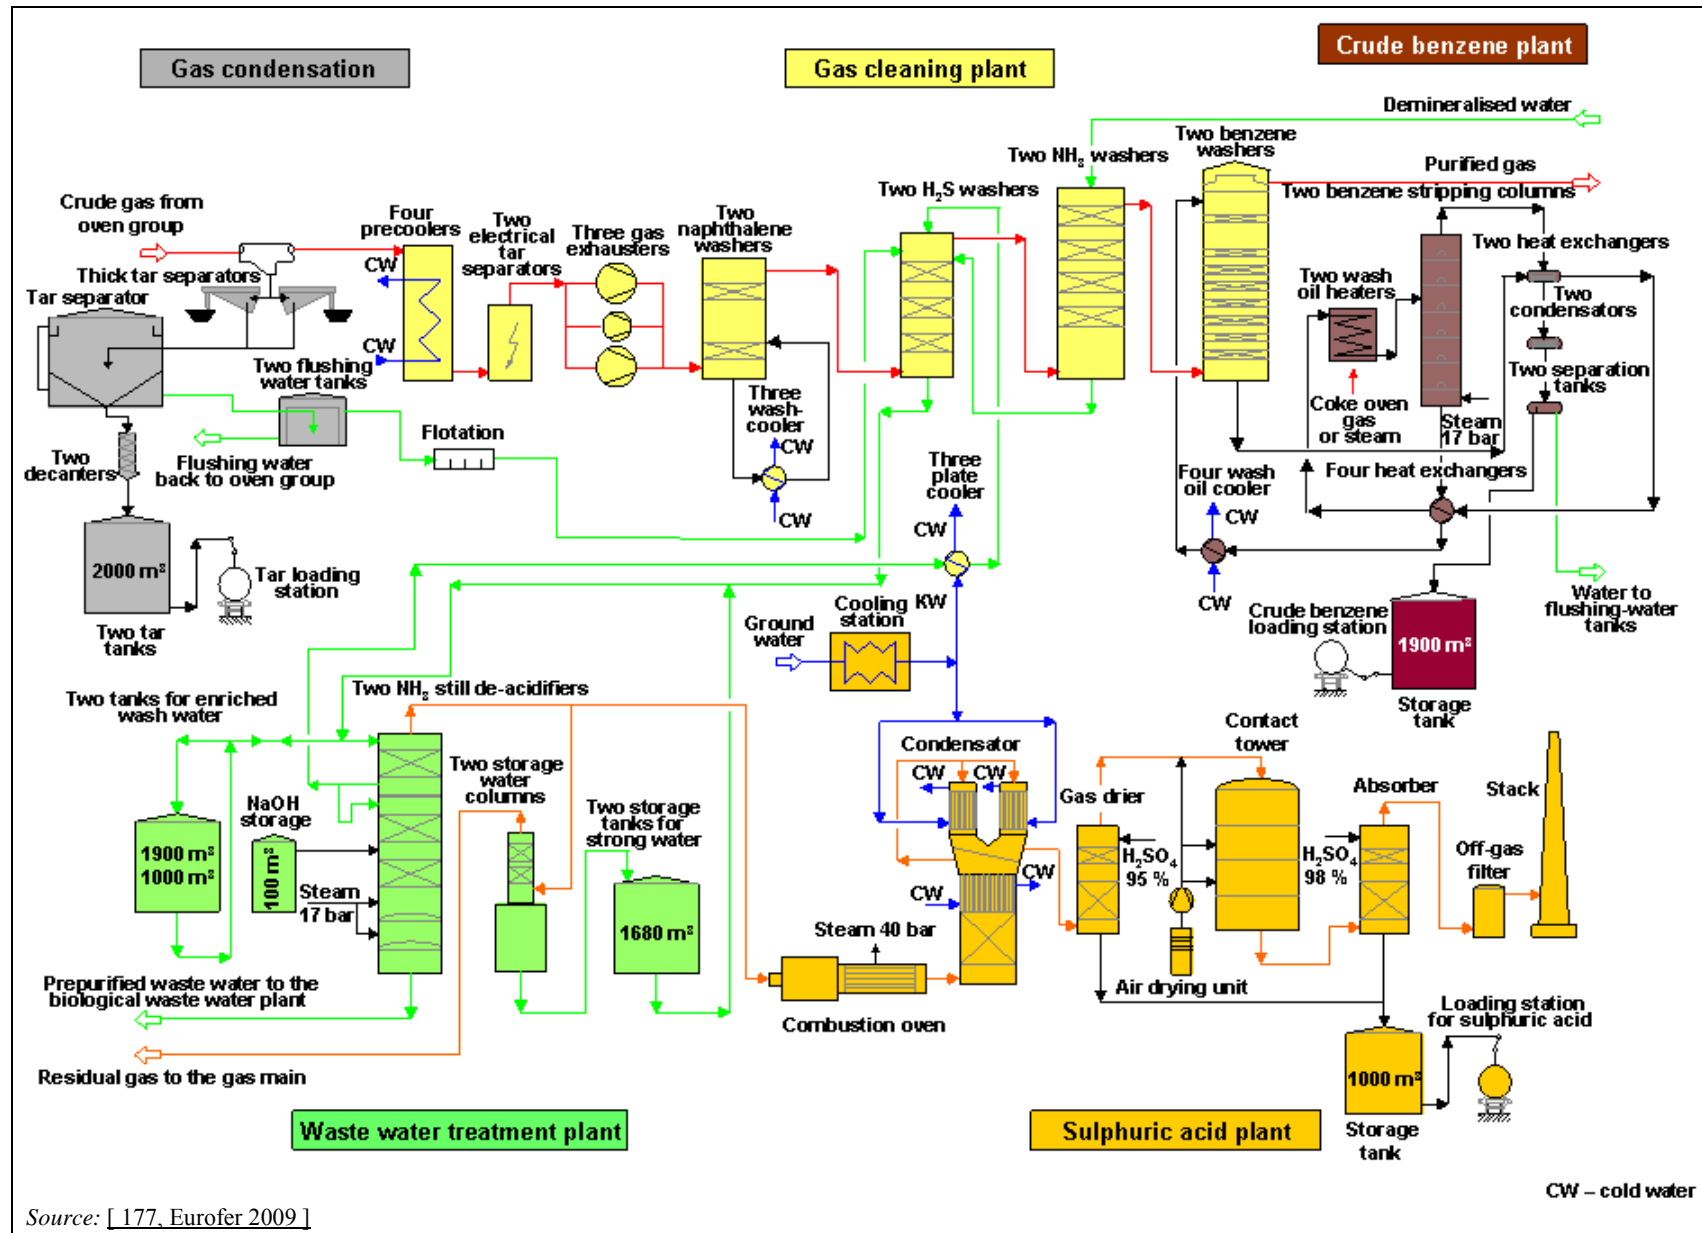 Gas condensation
Gas cleaning plant
Crude benzene plant
Demineralised water
Two benzene
washers
Two NH₃ washers
Purified gas
Two benzene stripping columns
Two H₂S washers
Crude gas from
oven group
Four
precoolers
Two
electrical
tar
separators
Three gas
exhausters
Two
naphthalene
washers
CW
Thick tar separators
Tar separator
Two heat exchangers
Two wash
oil heaters
Two
condensators
CW
Two flushing
water tanks
Two separation
tanks
Three
wash-
cooler
CW
Coke oven
gas
or steam
Steam
17 bar
Flotation
Two
decanters
Flushing water
back to oven group
Three
plate
cooler
Four wash
oil cooler
Four heat exchangers
CW
CW
CW
2000 m³
Tar loading
station
Two tar
tanks
KW
CW
Cooling
station
Ground
water
Crude benzene
loading station
Water to
flushing-water
tanks
1900 m³
Storage
tank
Two NH₃ still de-acidifiers
Two tanks for enriched
wash water
Contact
tower
Condensator
Two storage
water
columns
CW
CW
Gas drier
Absorber
Stack
NaOH
storage
Two storage
tanks for
strong water
1900 m³
1000 m³
100 m³
H₂SO₄
95 %
H₂SO₄
98 %
Off-gas
filter
CW
CW
Steam
17 bar
1680 m³
Steam 40 bar
Prepurified waste water to the
biological waste water plant
Air drying unit
Combustion oven
Loading station
for sulphuric acid
Residual gas to the gas main
1000 m³
Waste water treatment plant
Sulphuric acid plant
Storage
tank
CW – cold water
Source: [ 177, Eurofer 2009 ]